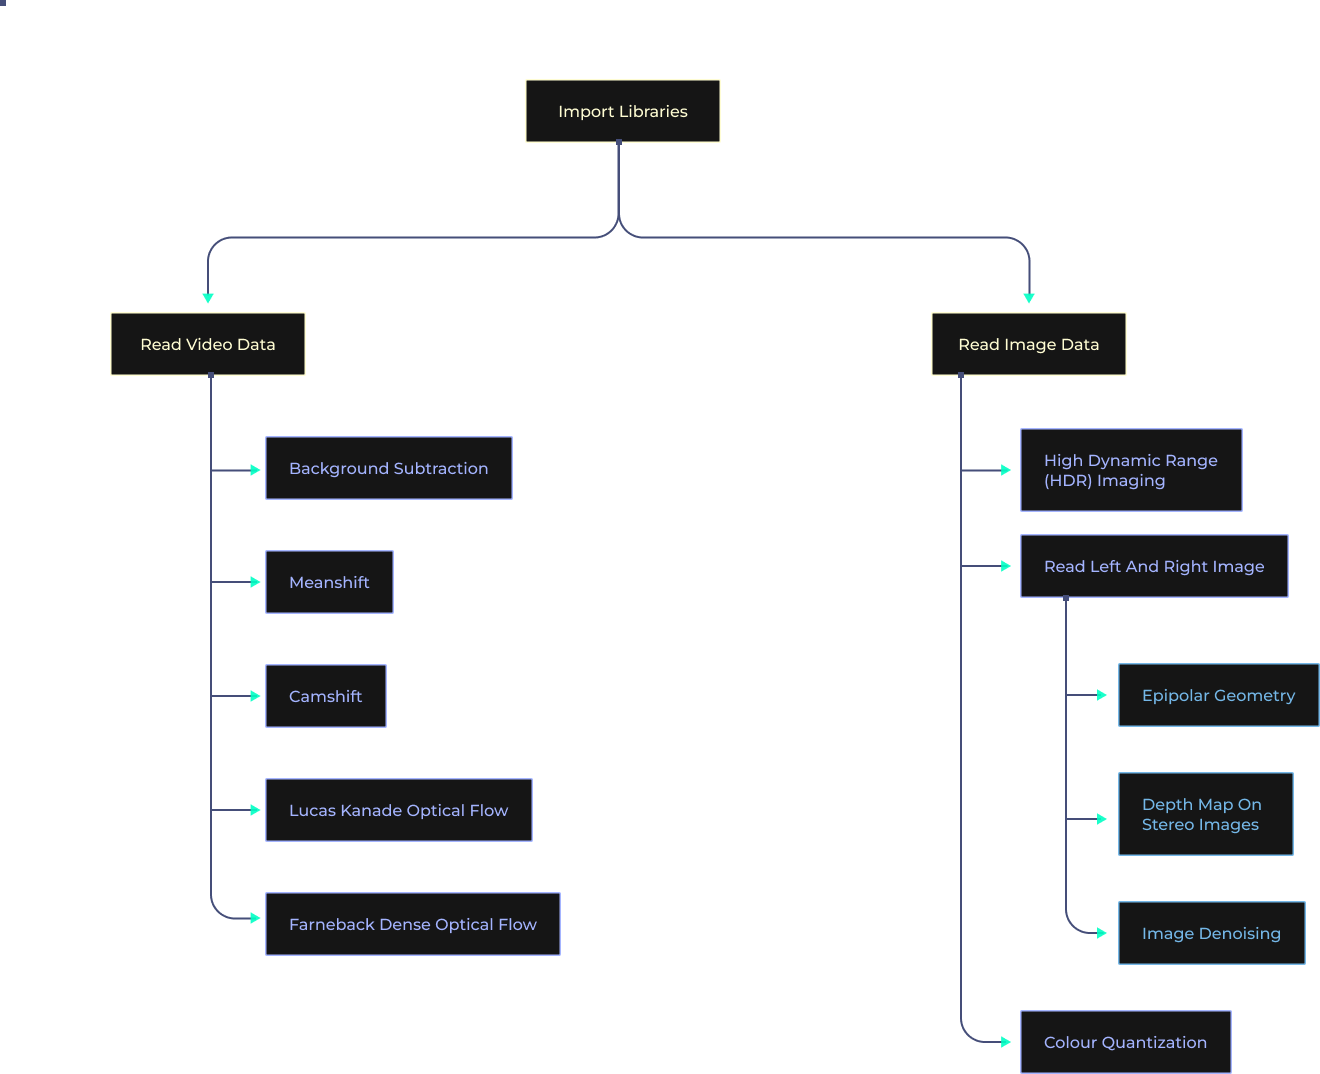 Import Libraries
Read Video Data
Read Image Data
Background Subtraction
Meanshift
Camshift
Lucas Kanade Optical Flow
Farneback Dense Optical Flow
High Dynamic Range
(HDR) Imaging
Read Left And Right Image
Epipolar Geometry
Depth Map On
Stereo Images
Image Denoising
Colour Quantization